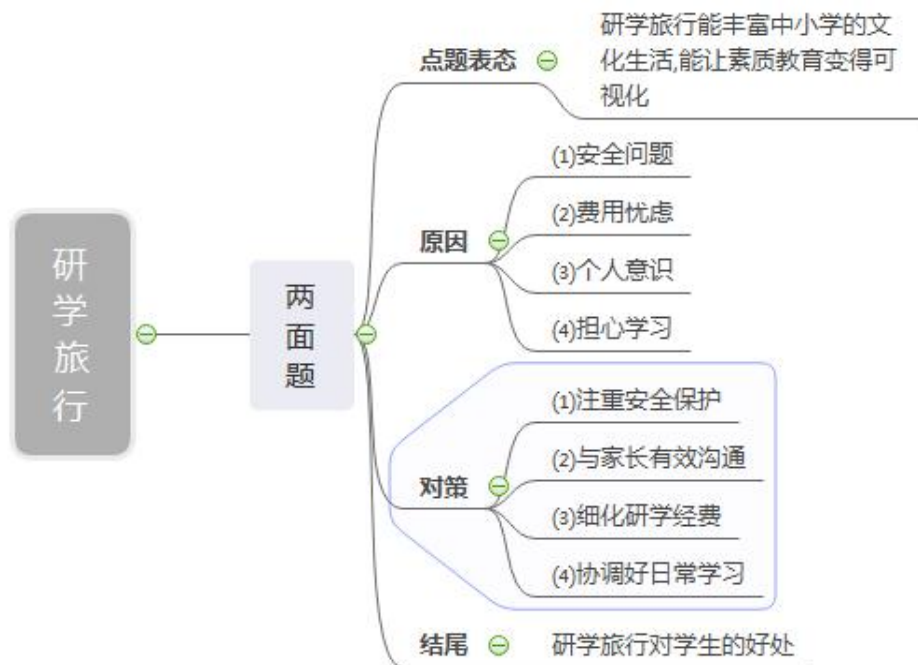 研学旅行
两面题
点题表态
研学旅行能丰富中小学的文
化生活,能让素质教育变得可
视化
原因
(1)安全问题
(2)费用忧虑
(3)个人意识
(4)担心学习
对策
(1)注重安全保护
(2)与家长有效沟通
(3)细化研学经费
(4)协调好日常学习
结尾
研学旅行对学生的好处